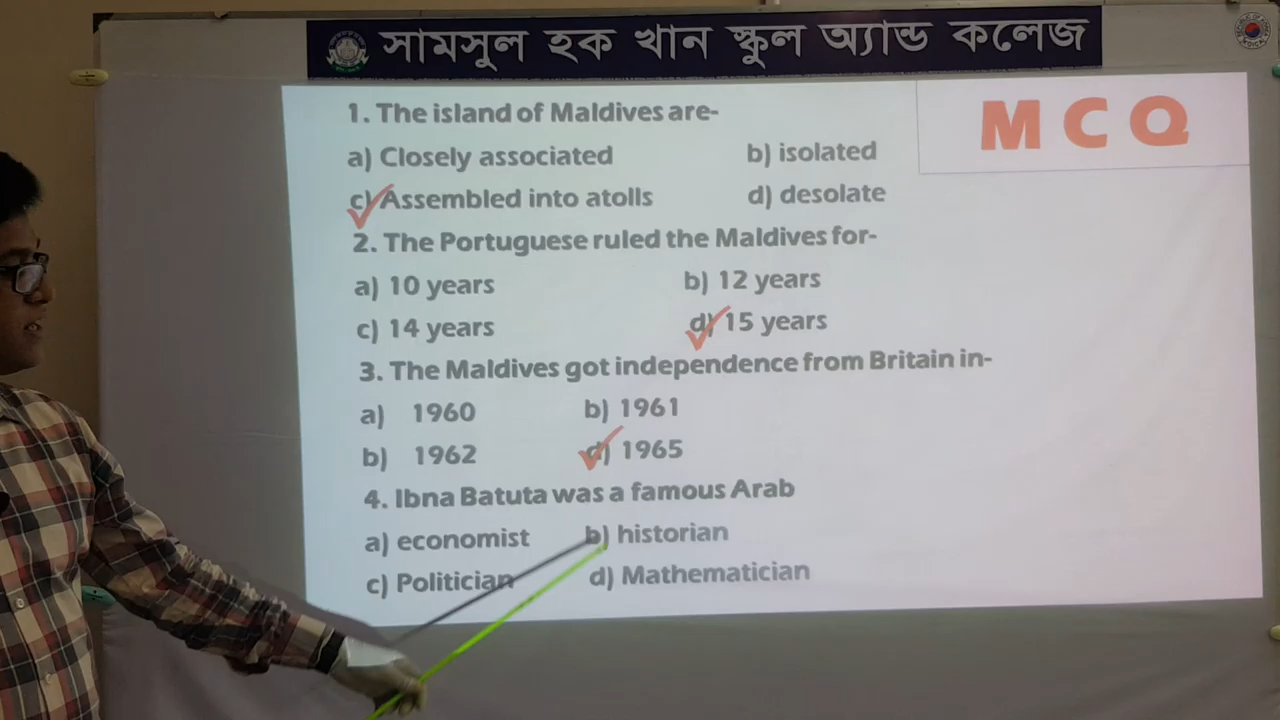 সামসুল হক খান স্কুল অ্যান্ড কলেজ
M C Q
1. The island of Maldives are-
a) Closely associated b) isolated
c) Assembled into atolls d) desolate
2. The Portuguese ruled the Maldives for-
a) 10 years b) 12 years
c) 14 years d) 15 years
3. The Maldives got independence from Britain in-
a) 1960 b) 1961
b) 1962 d) 1965
4. Ibna Batuta was a famous Arab
a) economist b) historian
c) Politician d) Mathematician